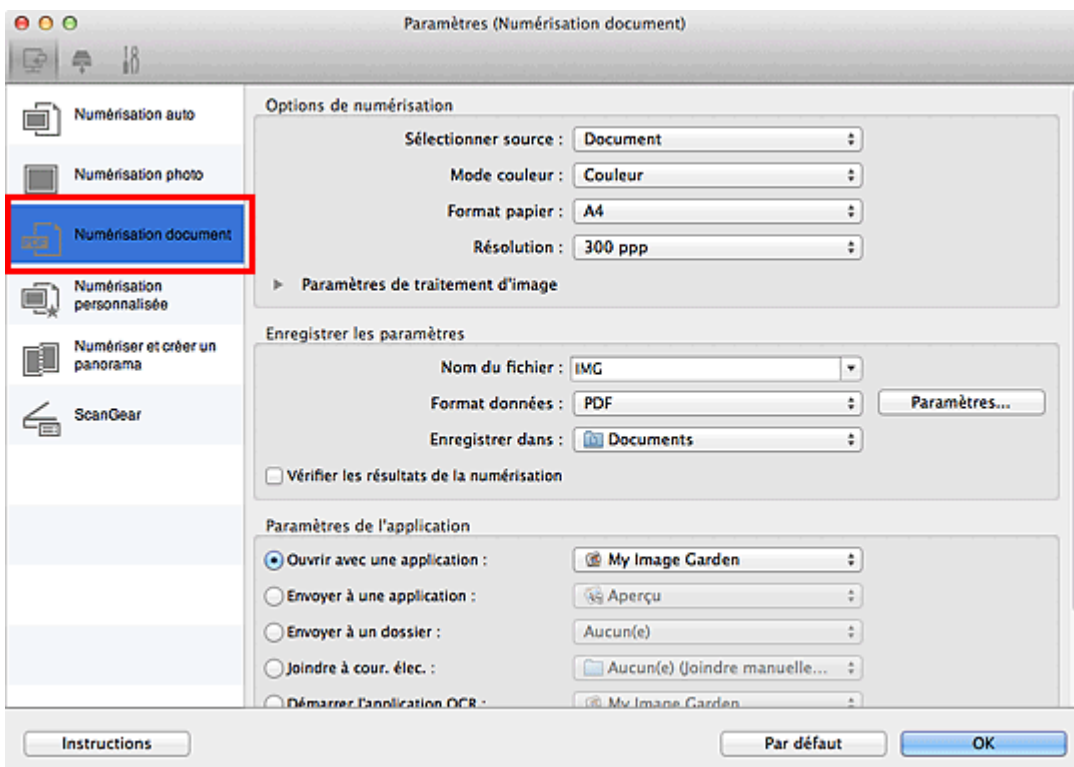 Paramètres (Numérisation document)
Numérisation auto
Numérisation photo
PDF
Numérisation document
Numérisation
personnalisée
Numériser et créer un
panorama
ScanGear
Options de numérisation
Sélectionner source : Document
Mode couleur : Couleur
Format papier : A4
Résolution : 300 ppp
Paramètres de traitement d'image
Enregistrer les paramètres
Nom du fichier : IMG
Format données : PDF Paramètres...
Enregistrer dans : Documents
Vérifier les résultats de la numérisation
Paramètres de l'application
Ouvrir avec une application : My Image Garden
Envoyer à une application : Aperçu
Envoyer à un dossier : Aucun(e)
Joindre à cour. élec. : Aucun(e) (Joindre manuelle...
Démarrer l'application OCR : My Image Garden
Instructions Par défaut OK